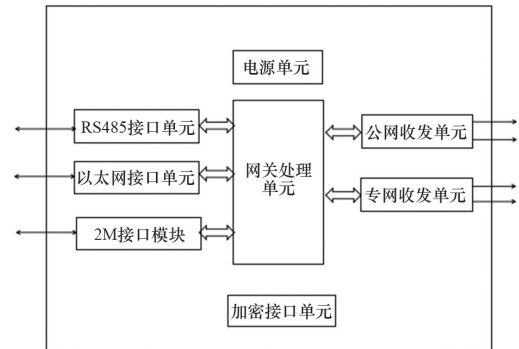 电源单元
RS485接口单元
公网收发单元
以太网接口单元
网关处理
单元
专网收发单元
2M接口模块
加密接口单元